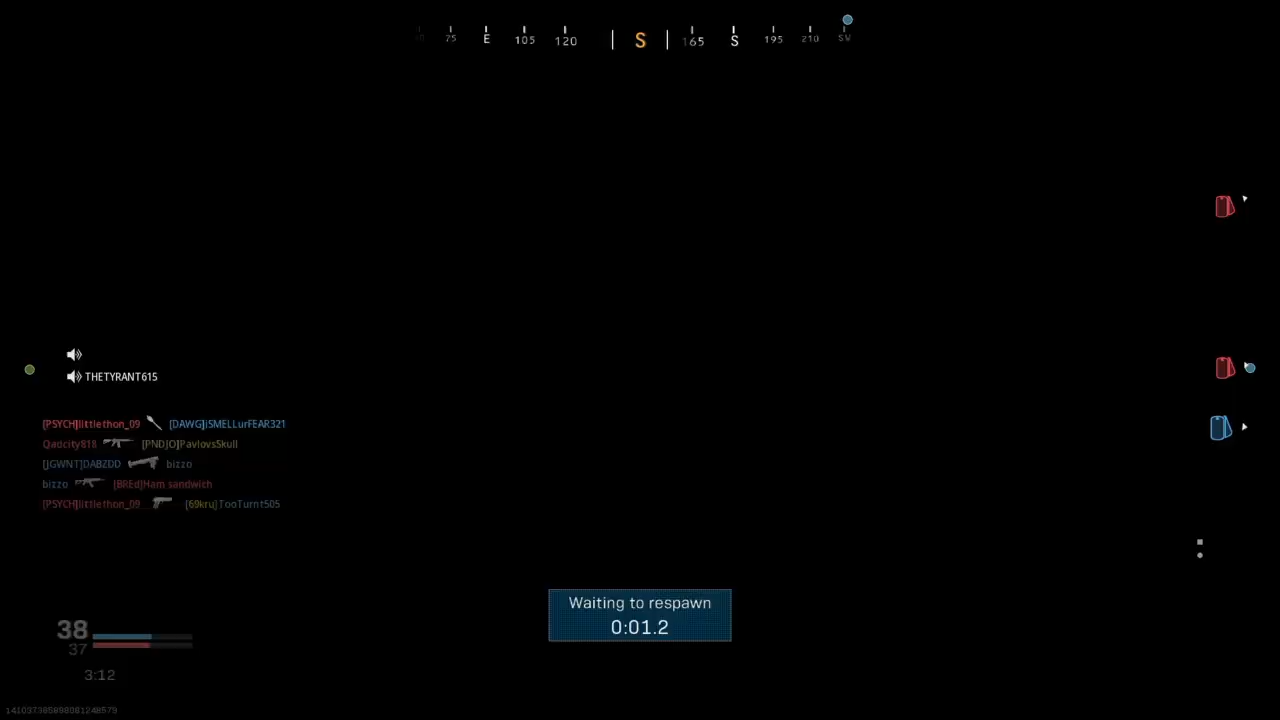 75 E 105 120 S 165 S 195 210 SW
THETYRANT615
[PSYCH]littlethon_09 [DAWG]iSMELLurFEAR321
Qadcity818 [PNDJO]PavlovsSkull
[JGWNT]DABZDD bizzo
bizzo [BREd]Ham sandwich
[PSYCH]littlethon_09 [69kru]TooTurnt505
Waiting to respawn
0:01.2
38
37
3:12